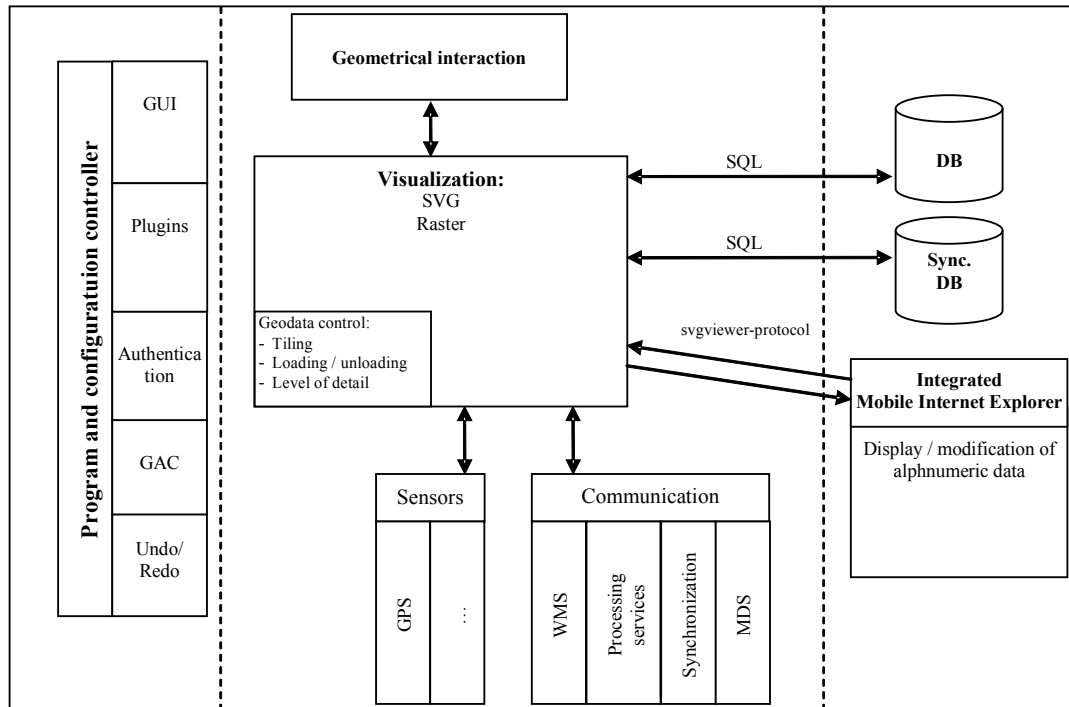 Program and configuratuion controller
GUI
Plugins
Authentica
tion
GAC
Undo/
Redo
Geometrical interaction
Visualization:
SVG
Raster
Geodata control:
- Tiling
- Loading / unloading
- Level of detail
Sensors
GPS
...
Communication
WMS
Processing
services
Synchronization
MDS
SQL
SQL
svgviewer-protocol
DB
Sync.
DB
Integrated
Mobile Internet Explorer
Display / modification of
alphnumeric data